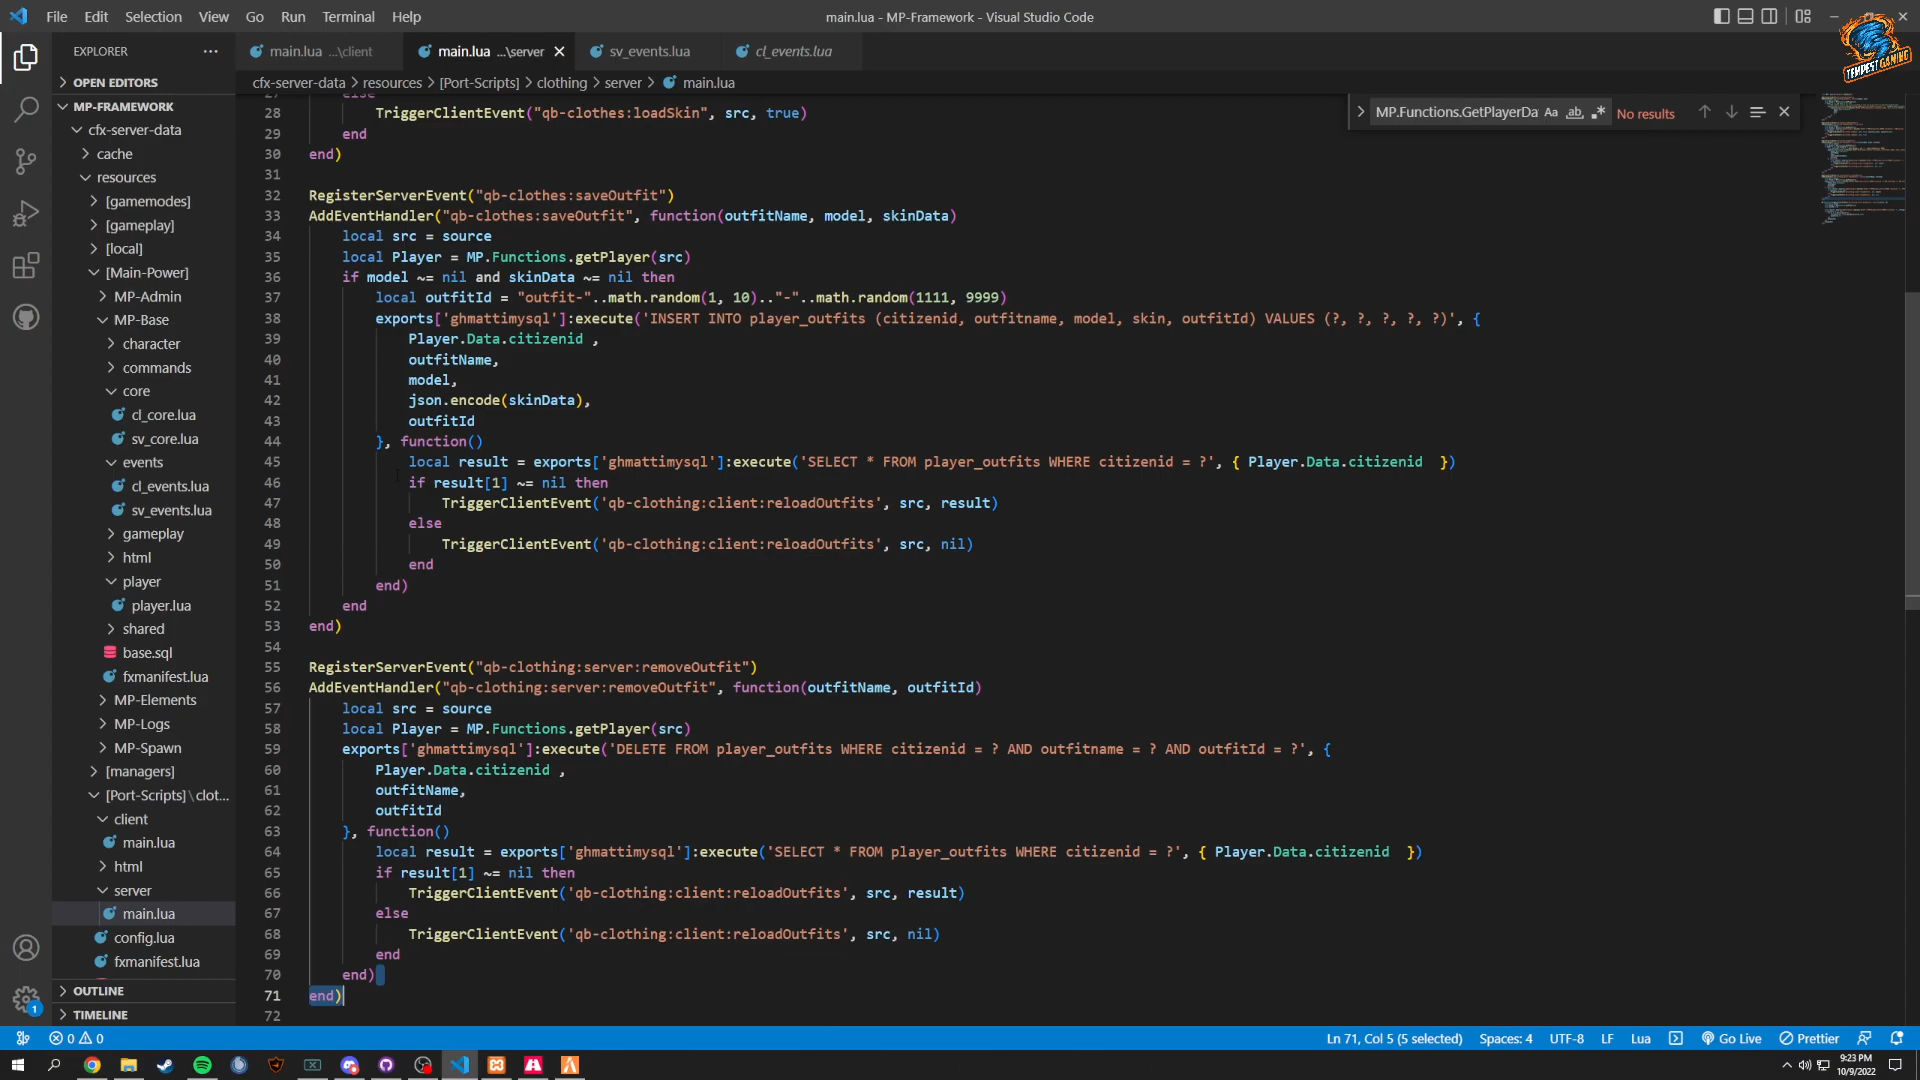 File Edit Selection View Go Run Terminal Help
main.lua - MP-Framework - Visual Studio Code
TEMPEST GAMING
EXPLORER
main.lua ...\client
main.lua ...\server
sv_events.lua
cl_events.lua
OPEN EDITORS
cfx-server-data > resources > [Port-Scripts] > clothing > server > main.lua
MP.Functions.GetPlayerDa Aa ab No results
MP-FRAMEWORK
cfx-server-data
cache
resources
[gamemodes]
[gameplay]
[local]
[Main-Power]
MP-Admin
MP-Base
character
commands
core
cl_core.lua
sv_core.lua
events
cl_events.lua
sv_events.lua
gameplay
html
player
player.lua
shared
base.sql
fxmanifest.lua
MP-Elements
MP-Logs
MP-Spawn
[managers]
[Port-Scripts]\clot...
client
main.lua
html
server
main.lua
config.lua
fxmanifest.lua
OUTLINE
TIMELINE
27 else
28 TriggerClientEvent("qb-clothes:loadSkin", src, true)
29 end
30 end)
31
32 RegisterServerEvent("qb-clothes:saveOutfit")
33 AddEventHandler("qb-clothes:saveOutfit", function(outfitName, model, skinData)
34 local src = source
35 local Player = MP.Functions.getPlayer(src)
36 if model ~= nil and skinData ~= nil then
37 local outfitId = "outfit-"..math.random(1, 10).."-"..math.random(1111, 9999)
38 exports['ghmattimysql']:execute('INSERT INTO player_outfits (citizenid, outfitname, model, skin, outfitId) VALUES (?, ?, ?, ?, ?)', {
39 Player.Data.citizenid ,
40 outfitName,
41 model,
42 json.encode(skinData),
43 outfitId
44 }, function()
45 local result = exports['ghmattimysql']:execute('SELECT * FROM player_outfits WHERE citizenid = ?', { Player.Data.citizenid  })
46 if result[1] ~= nil then
47 TriggerClientEvent('qb-clothing:client:reloadOutfits', src, result)
48 else
49 TriggerClientEvent('qb-clothing:client:reloadOutfits', src, nil)
50 end
51 end)
52 end
53 end)
54
55 RegisterServerEvent("qb-clothing:server:removeOutfit")
56 AddEventHandler("qb-clothing:server:removeOutfit", function(outfitName, outfitId)
57 local src = source
58 local Player = MP.Functions.getPlayer(src)
59 exports['ghmattimysql']:execute('DELETE FROM player_outfits WHERE citizenid = ? AND outfitname = ? AND outfitId = ?', {
60 Player.Data.citizenid ,
61 outfitName,
62 outfitId
63 }, function()
64 local result = exports['ghmattimysql']:execute('SELECT * FROM player_outfits WHERE citizenid = ?', { Player.Data.citizenid  })
65 if result[1] ~= nil then
66 TriggerClientEvent('qb-clothing:client:reloadOutfits', src, result)
67 else
68 TriggerClientEvent('qb-clothing:client:reloadOutfits', src, nil)
69 end
70 end)
71 end)
72
1
0 0 Ln 71, Col 5 (5 selected) Spaces: 4 UTF-8 LF Lua Go Live Prettier
9:23 PM
10/9/2022